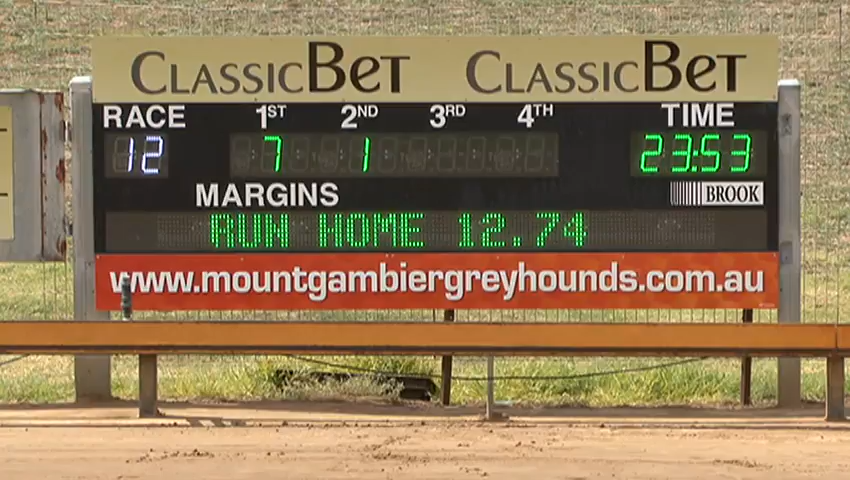 CLASSICBET CLASSICBET
RACE 1ST 2ND 3RD 4TH TIME
12 7 1 23:53
MARGINS BROOK
RUN HOME 12.74
www.mountgambiergreyhounds.com.au